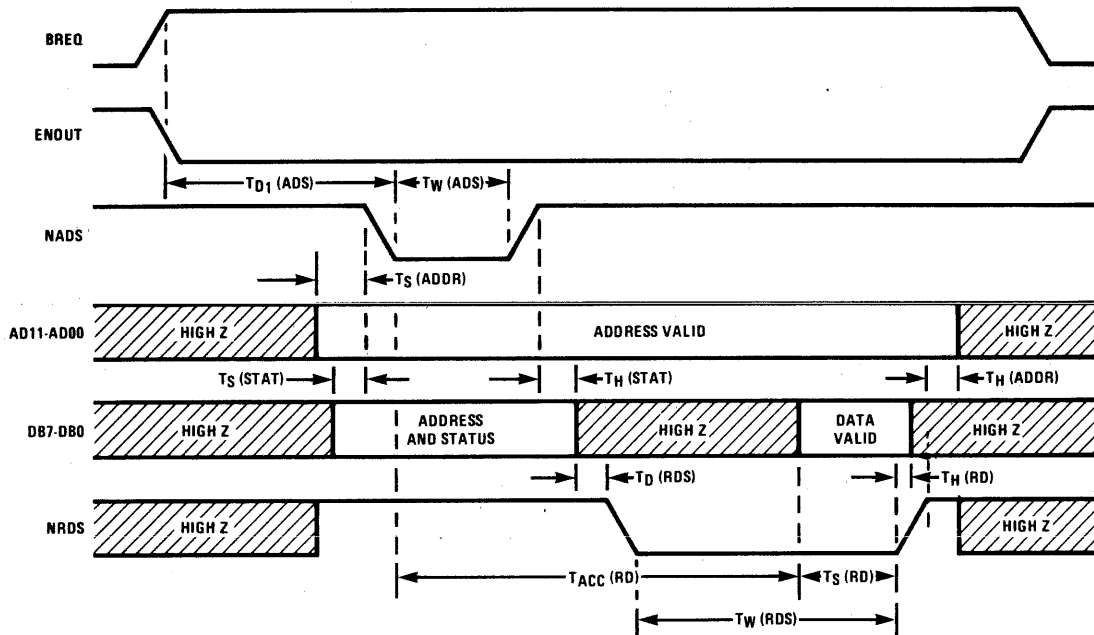 BREQ
ENOUT
TD1 (ADS) TW (ADS)
NADS
TS (ADDR)
AD11-AD00 HIGH Z ADDRESS VALID HIGH Z
TS (STAT) TH (STAT) TH (ADDR)
DB7-DB0 HIGH Z ADDRESS AND STATUS HIGH Z DATA VALID HIGH Z
TD (RDS) TH (RD)
NRDS HIGH Z HIGH Z
TACC (RD) TS (RD)
TW (RDS)